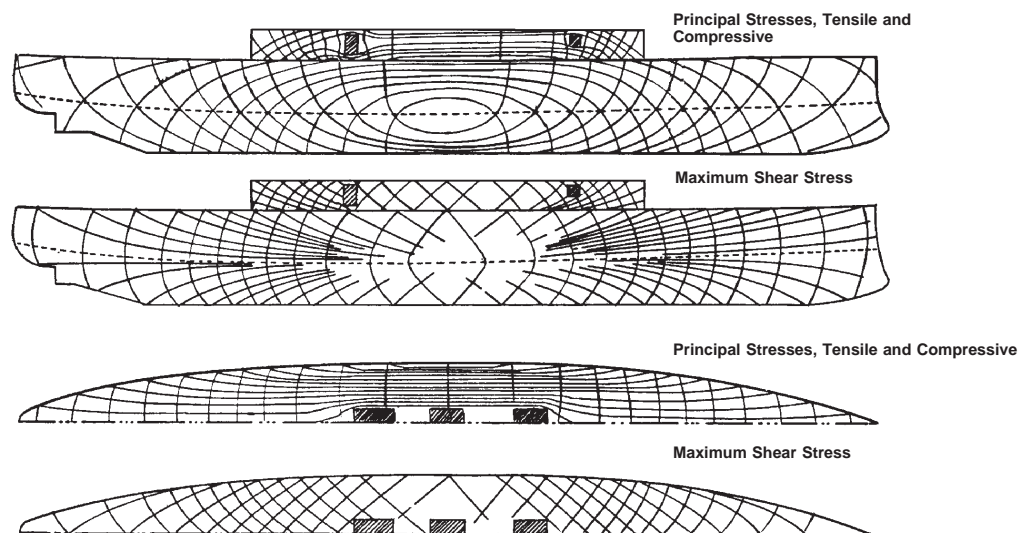 Principal Stresses, Tensile and
Compressive
Maximum Shear Stress
Principal Stresses, Tensile and Compressive
Maximum Shear Stress